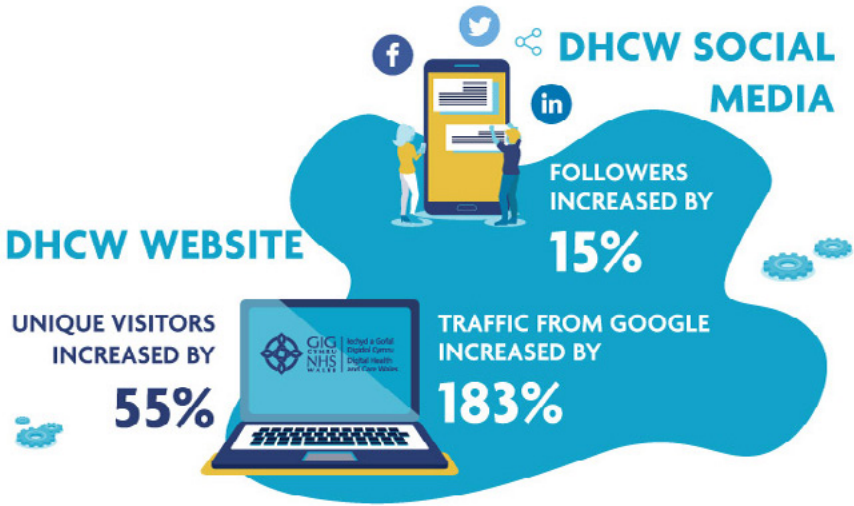 DHCW SOCIAL
MEDIA
FOLLOWERS
INCREASED BY
15%
DHCW WEBSITE
UNIQUE VISITORS
INCREASED BY
55%
GIG
CYMRU
NHS
WALES
Iechyd a Gofal
Digidol Cymru
Digital Health
and Care Wales
TRAFFIC FROM GOOGLE
INCREASED BY
183%
f
in